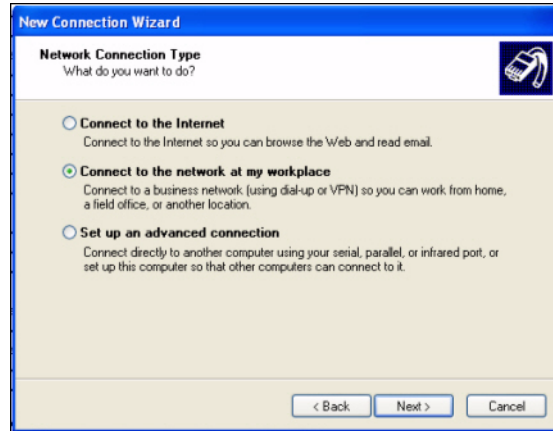 New Connection Wizard
Network Connection Type
What do you want to do?
Connect to the Internet
Connect to the Internet so you can browse the Web and read email.
Connect to the network at my workplace
Connect to a business network (using dial-up or VPN) so you can work from home,
a field office, or another location.
Set up an advanced connection
Connect directly to another computer using your serial, parallel, or infrared port, or
set up this computer so that other computers can connect to it.
< Back
Next >
Cancel